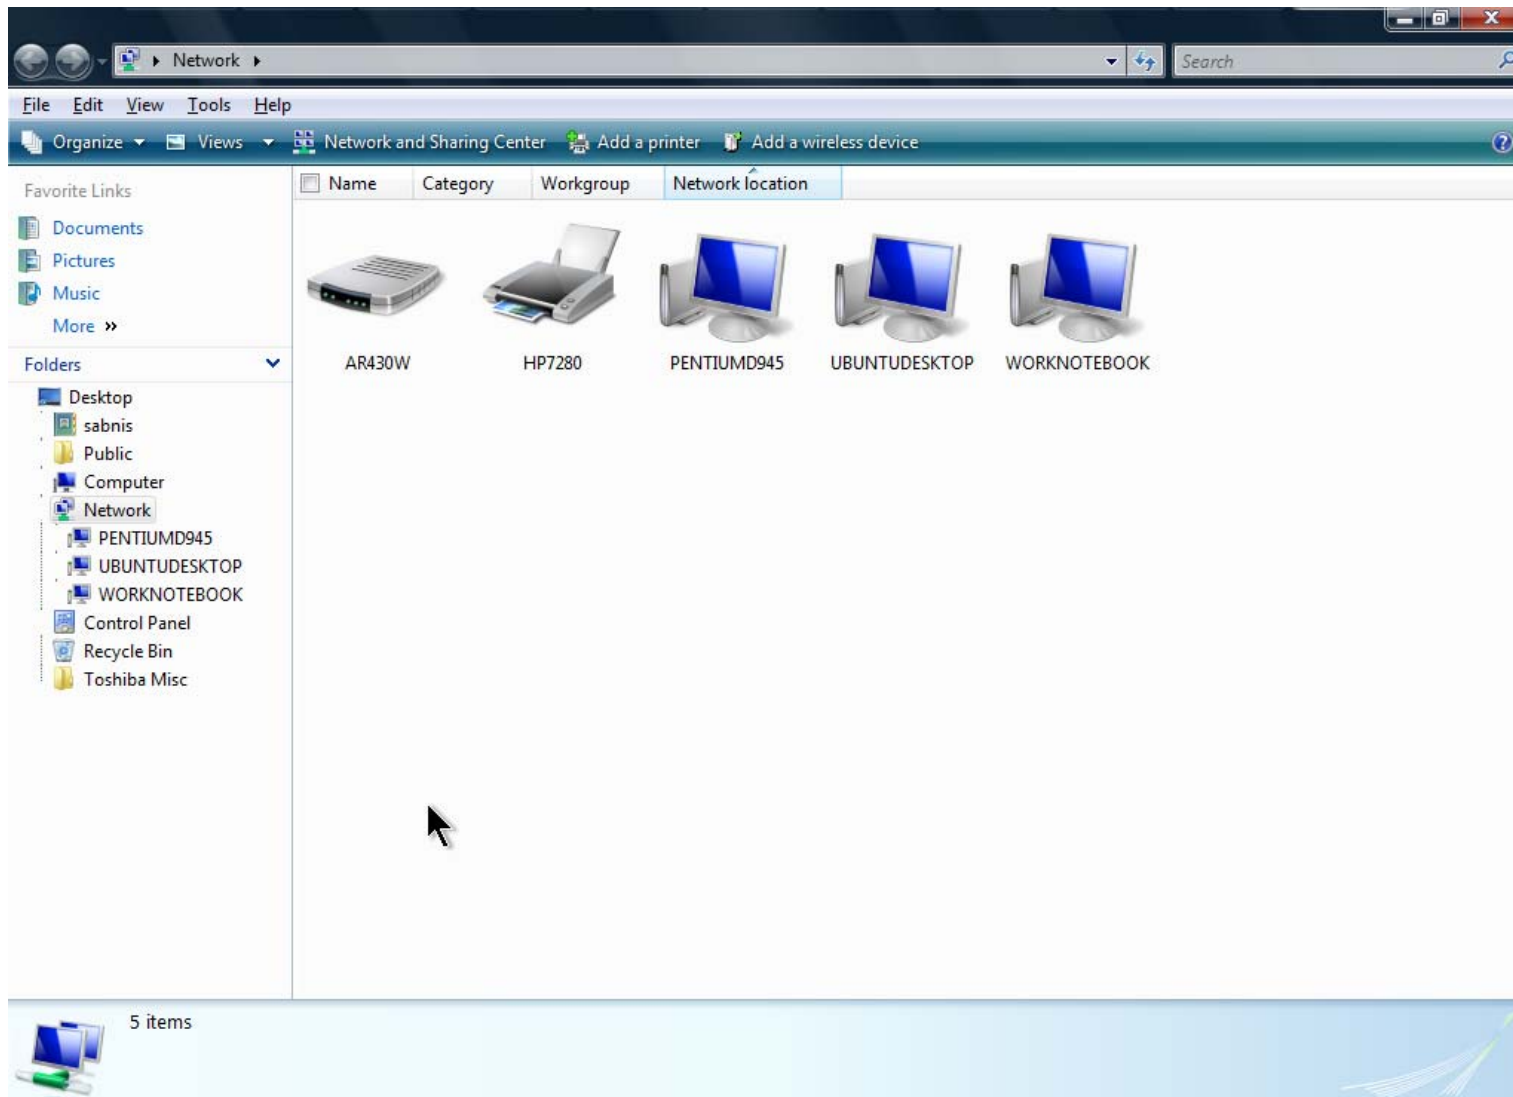 Network
Search
File Edit View Tools Help
Organize Views Network and Sharing Center Add a printer Add a wireless device
Favorite Links
Documents
Pictures
Music
More »
Folders
Desktop
sabnis
Public
Computer
Network
PENTIUMD945
UBUNTUDESKTOP
WORKNOTEBOOK
Control Panel
Recycle Bin
Toshiba Misc
Name Category Workgroup Network location
AR430W HP7280 PENTIUMD945 UBUNTUDESKTOP WORKNOTEBOOK
5 items